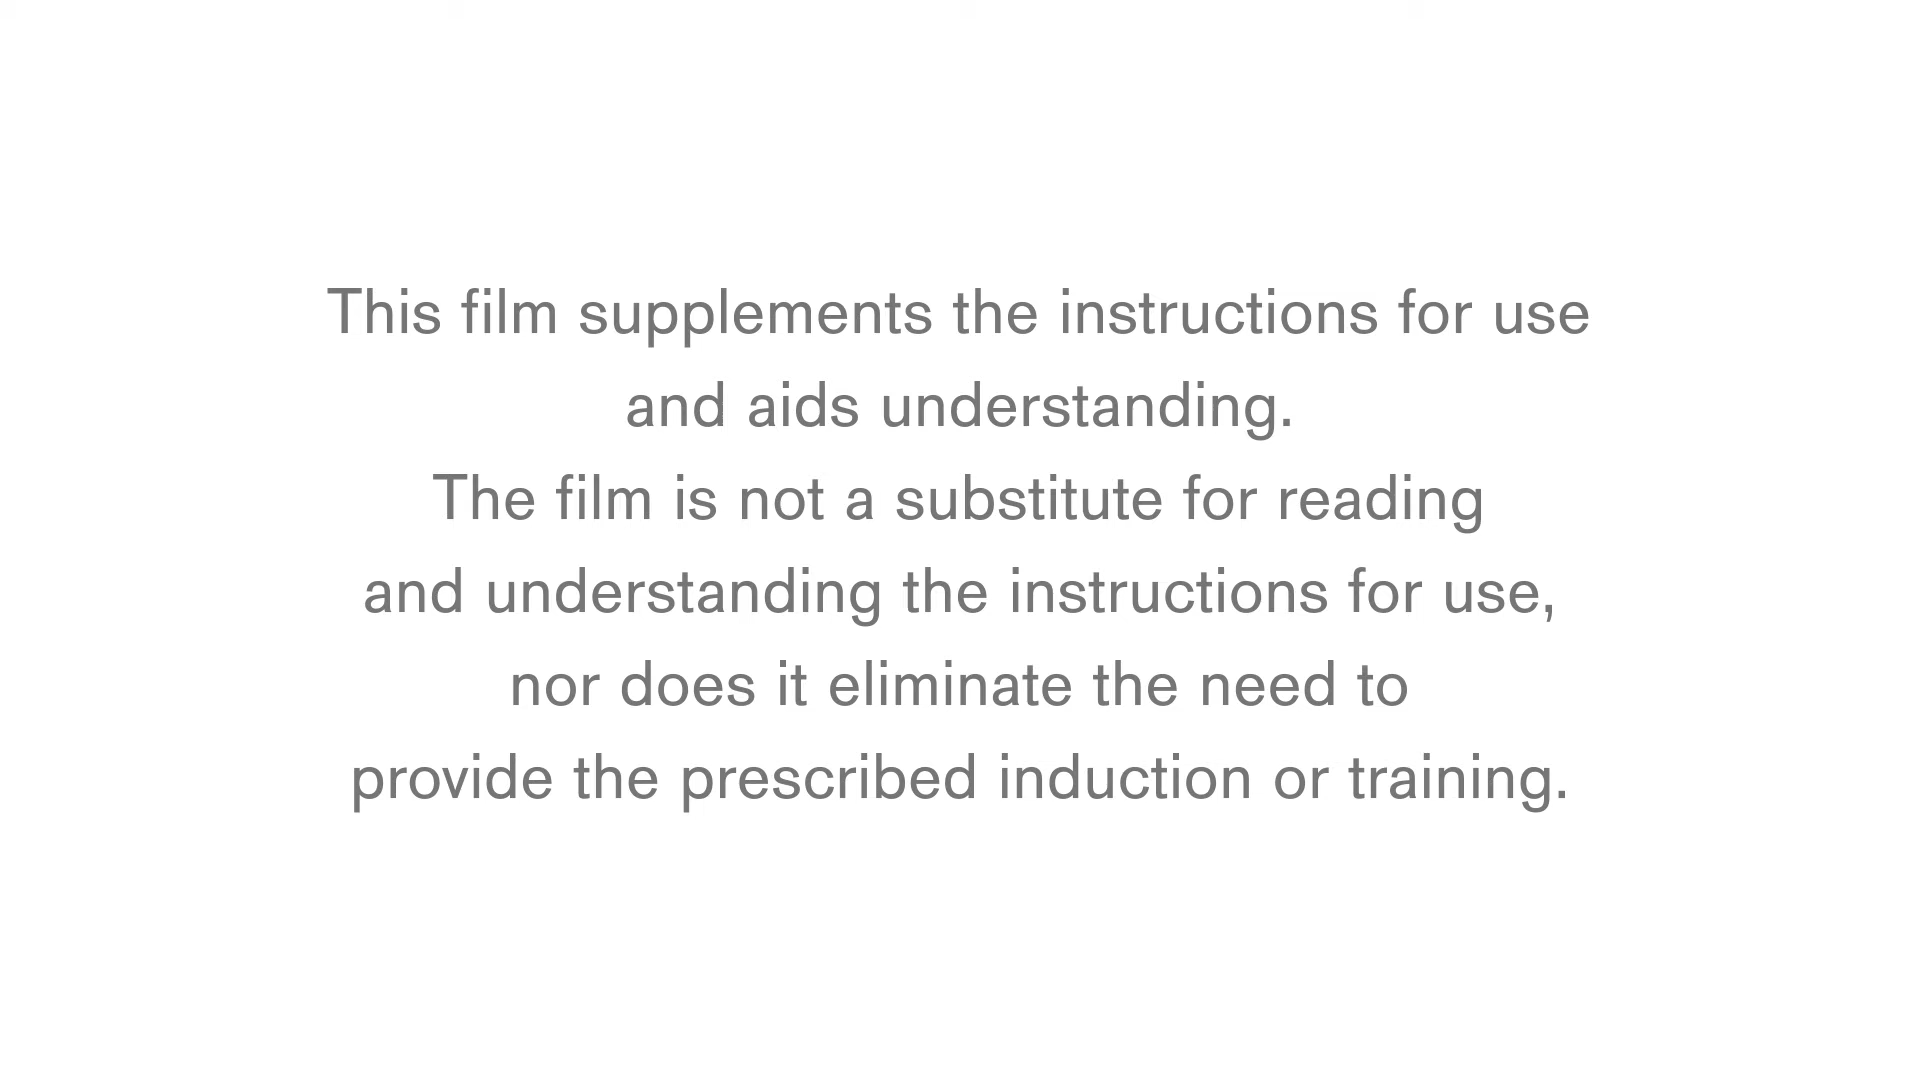 This film supplements the instructions for use
and aids understanding.
The film is not a substitute for reading
and understanding the instructions for use,
nor does it eliminate the need to
provide the prescribed induction or training.